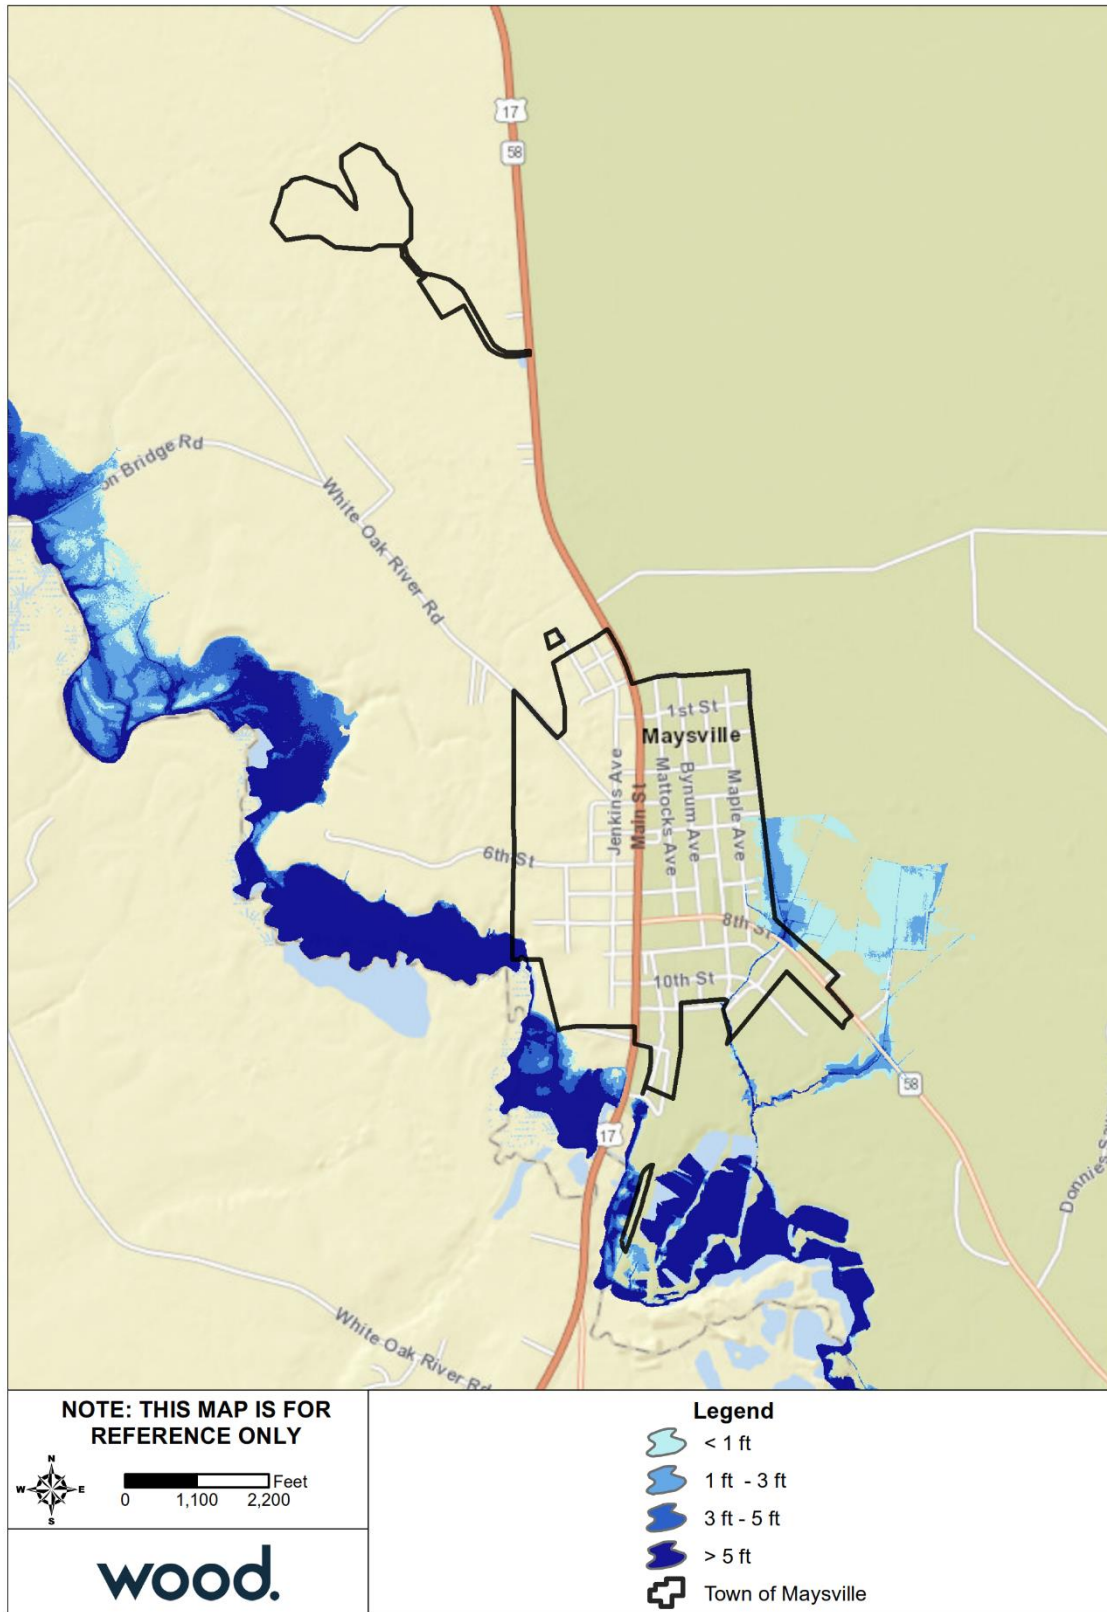 17
58
on Bridge Rd
White Oak River Rd
1st St
Maysville
Jenkins Ave
Main St
Mattocks Ave
Bynum Ave
Maple Ave
6th St
8th St
10th St
58
17
White Oak River Rd
NOTE: THIS MAP IS FOR
REFERENCE ONLY
N
W E
S
Feet
0 1,100 2,200
wood.
Legend
< 1 ft
1 ft - 3 ft
3 ft - 5 ft
> 5 ft
Town of Maysville
Donnies